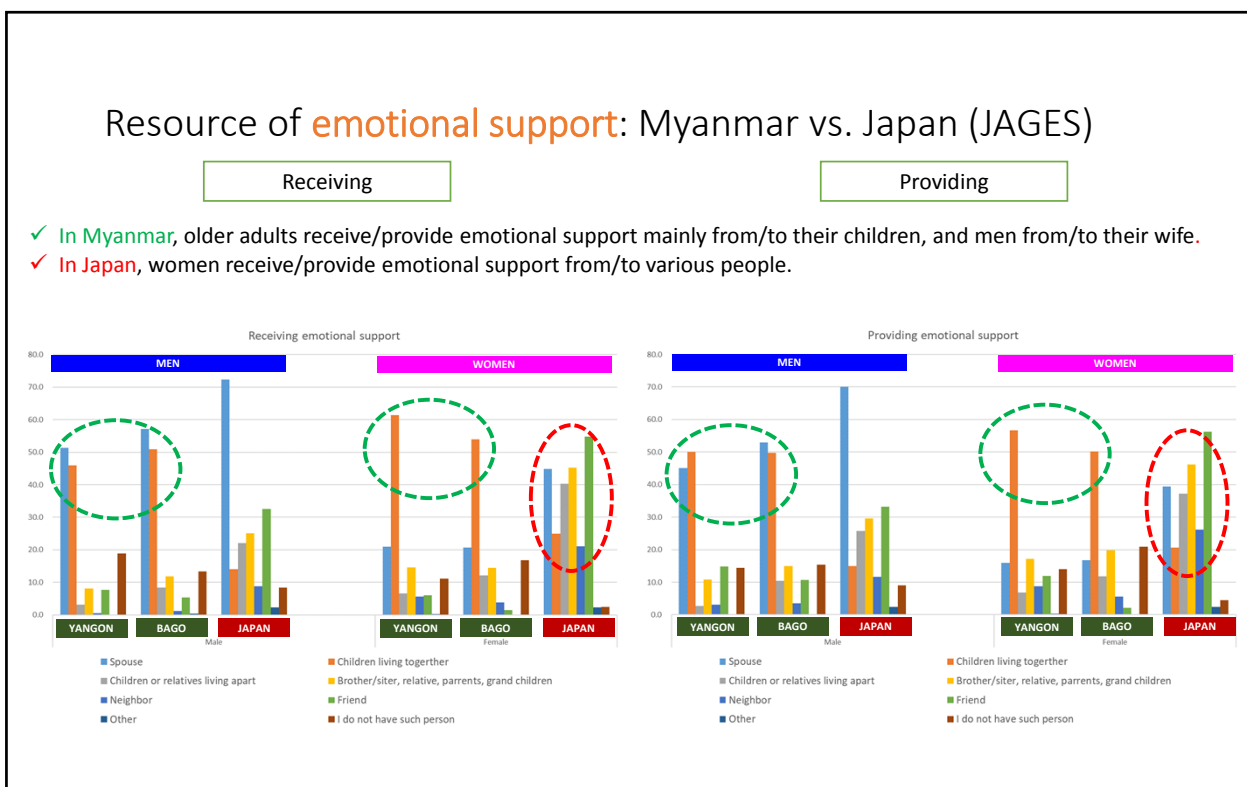 Resource of emotional support: Myanmar vs. Japan (JAGES)
Receiving
Providing
✓ In Myanmar, older adults receive/provide emotional support mainly from/to their children, and men from/to their wife.
✓ In Japan, women receive/provide emotional support from/to various people.
Receiving emotional support
80.0
70.0
60.0
50.0
40.0
30.0
20.0
10.0
0.0
MEN
WOMEN
YANGON
BAGO
JAPAN
YANGON
BAGO
JAPAN
Male
Female
Spouse
Children living togerther
Children or relatives living apart
Brother/siter, relative, parrents, grand children
Neighbor
Friend
Other
I do not have such person
Providing emotional support
80.0
70.0
60.0
50.0
40.0
30.0
20.0
10.0
0.0
MEN
WOMEN
YANGON
BAGO
JAPAN
YANGON
BAGO
JAPAN
Male
Female
Spouse
Children living togerther
Children or relatives living apart
Brother/siter, relative, parrents, grand children
Neighbor
Friend
Other
I do not have such person